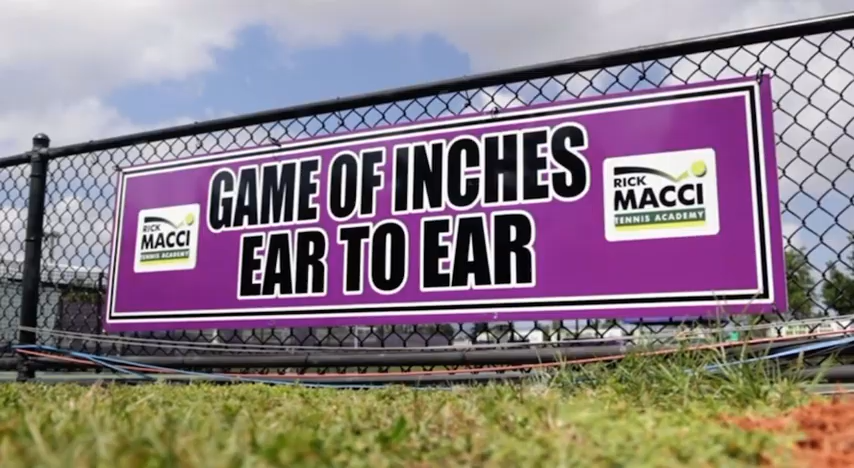 GAME OF INCHES
EAR TO EAR
RICK
MACCI
TENNIS ACADEMY
RICK
MACCI
TENNIS ACADEMY